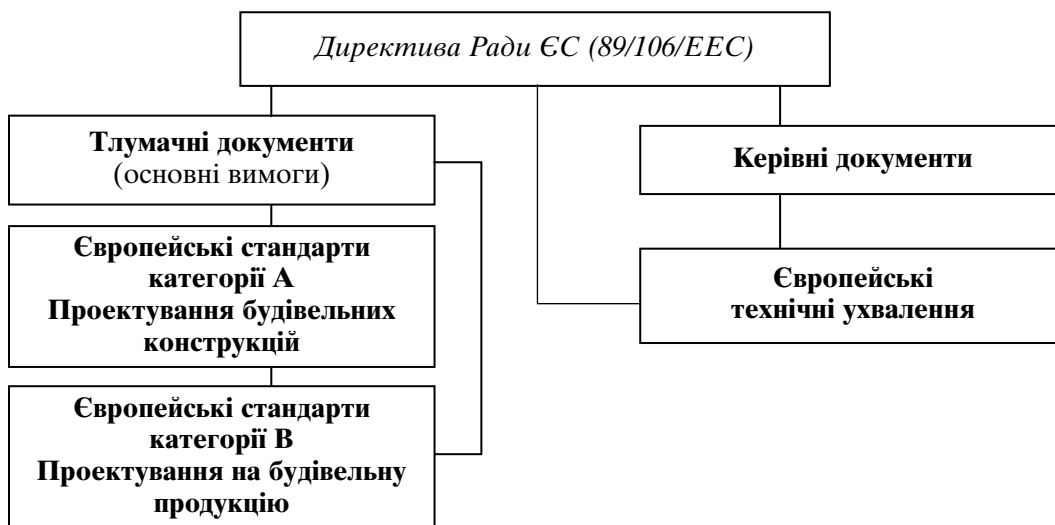 Директива Ради ЄС (89/106/ЕЕС)
Тлумачні документи
(основні вимоги)
Керівні документи
Європейські стандарти
категорії А
Проектування будівельних
конструкцій
Європейські
технічні ухвалення
Європейські стандарти
категорії В
Проектування на будівельну
продукцію